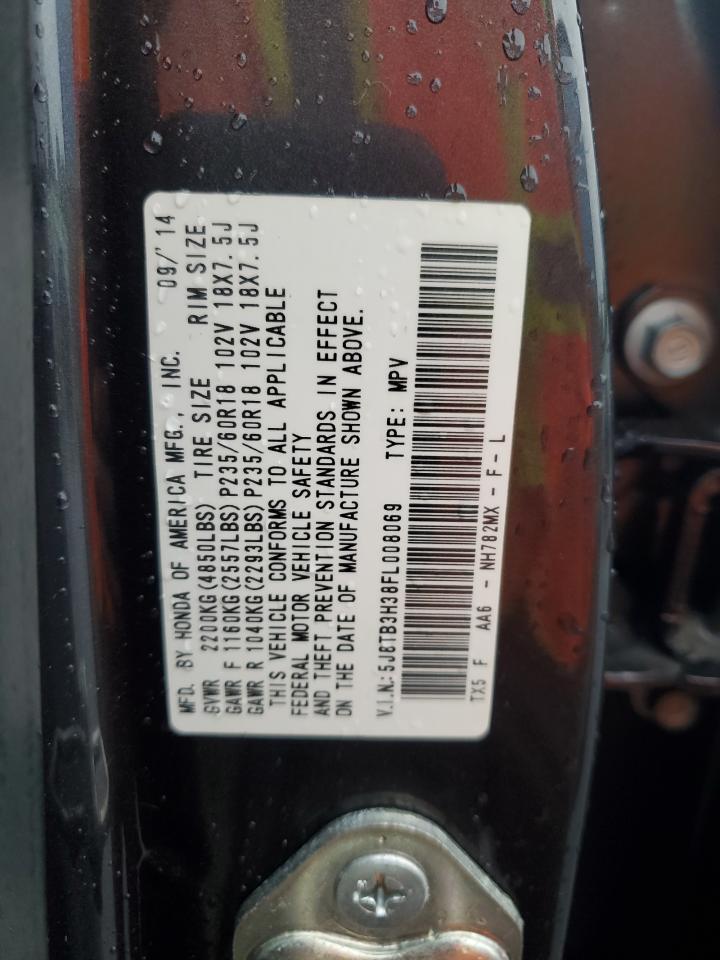 MFD. BY HONDA OF AMERICA MFG., INC. 09/'14
GVWR 2200KG(4850LBS) TIRE SIZE RIM SIZE
GAWR F 1160KG(2557LBS) P235/60R18 102V 18X7.5J
GAWR R 1040KG(2293LBS) P235/60R18 102V 18X7.5J
THIS VEHICLE CONFORMS TO ALL APPLICABLE
FEDERAL MOTOR VEHICLE SAFETY
AND THEFT PREVENTION STANDARDS IN EFFECT
ON THE DATE OF MANUFACTURE SHOWN ABOVE.
V.I.N.: 5J8TB3H38FL008069 TYPE: MPV
TX5 F AA6 - NH782MX - F - L